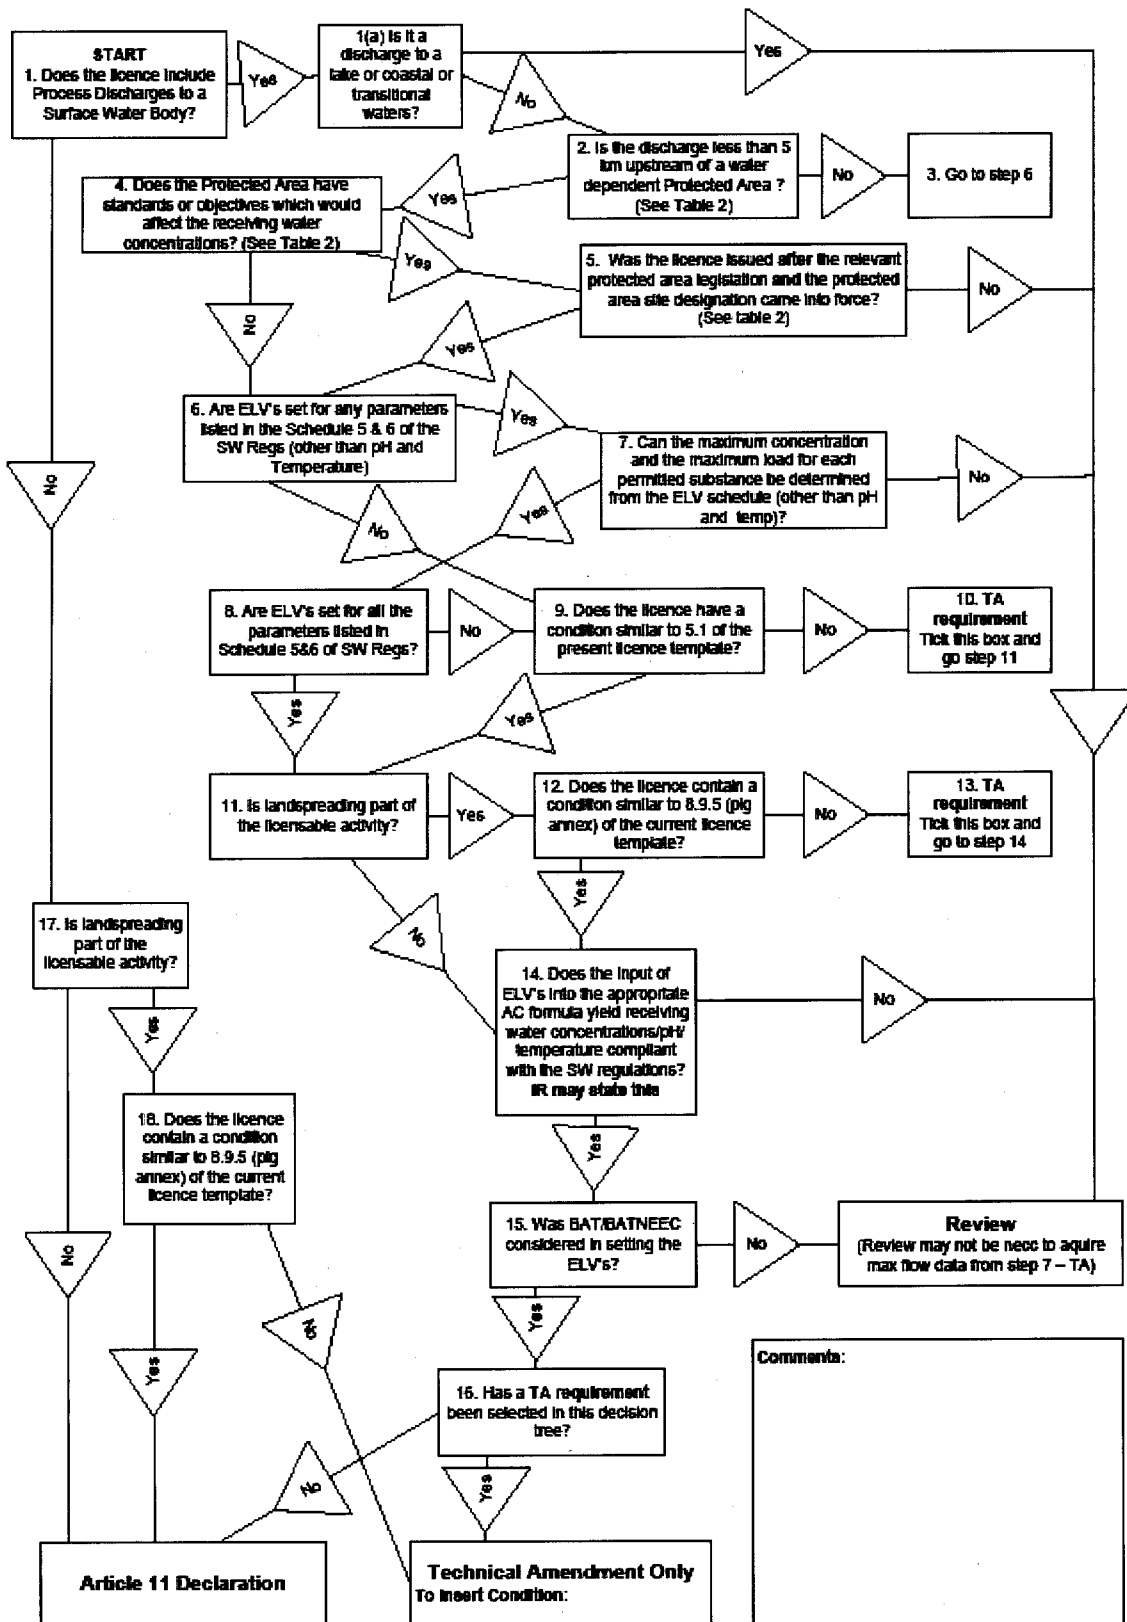 START
1. Does the licence include
Process Discharges to a
Surface Water Body?
Yes
1(a) Is it a
discharge to a
lake or coastal or
transitional
waters?
Yes
No
2. Is the discharge less than 5
km upstream of a water
dependent Protected Area ?
(See Table 2)
No
3. Go to step 6
Yes
4. Does the Protected Area have
standards or objectives which would
affect the receiving water
concentrations? (See Table 2)
Yes
5. Was the licence issued after the relevant
protected area legislation and the protected
area site designation came into force?
(See table 2)
No
No
Yes
6. Are ELV's set for any parameters
listed in the Schedule 5 & 6 of the
SW Regs (other than pH and
Temperature)
Yes
7. Can the maximum concentration
and the maximum load for each
permitted substance be determined
from the ELV schedule (other than pH
and temp)?
No
No
No
Yes
8. Are ELV's set for all the
parameters listed in
Schedule 5&6 of SW Regs?
No
9. Does the licence have a
condition similar to 5.1 of the
present licence template?
No
10. TA
requirement
Tick this box and
go step 11
Yes
Yes
11. Is landspreading part of
the licensable activity?
Yes
12. Does the licence contain a
condition similar to 8.9.5 (pig
annex) of the current licence
template?
No
13. TA
requirement
Tick this box and
go to step 14
Yes
No
17. Is landspreading
part of the
licensable activity?
14. Does the input of
ELV's into the appropriate
AC formula yield receiving
water concentrations/pH/
temperature compliant
with the SW regulations?
IR may state this
No
Yes
18. Does the licence
contain a condition
similar to 8.9.5 (pig
annex) of the current
licence template?
Yes
15. Was BAT/BATNEEC
considered in setting the
ELV's?
No
Review
(Review may not be necc to aquire
max flow data from step 7 – TA)
No
No
Yes
Yes
16. Has a TA requirement
been selected in this decision
tree?
Comments:
No
Yes
Article 11 Declaration
Technical Amendment Only
To Insert Condition: